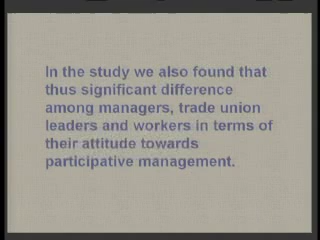 In the study we also found that
thus significant difference
among managers, trade union
leaders and workers in terms of
their attitude towards
participative management.